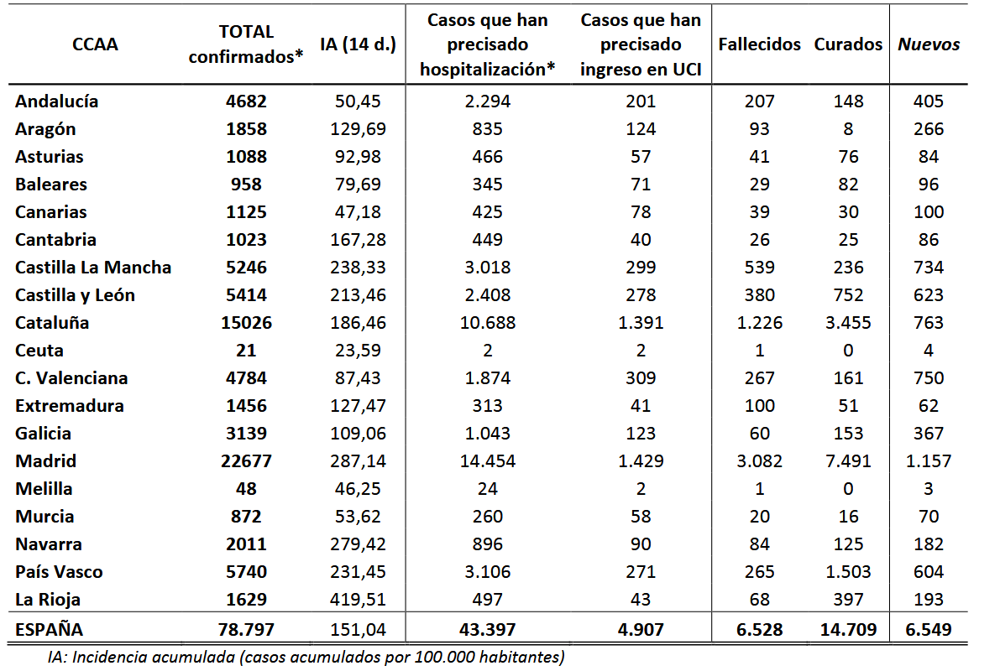 CCAA TOTAL confirmados* IA (14 d.) Casos que han precisado hospitalización* Casos que han precisado ingreso en UCI Fallecidos Curados Nuevos
Andalucía 4682 50,45 2.294 201 207 148 405
Aragón 1858 129,69 835 124 93 8 266
Asturias 1088 92,98 466 57 41 76 84
Baleares 958 79,69 345 71 29 82 96
Canarias 1125 47,18 425 78 39 30 100
Cantabria 1023 167,28 449 40 26 25 86
Castilla La Mancha 5246 238,33 3.018 299 539 236 734
Castilla y León 5414 213,46 2.408 278 380 752 623
Cataluña 15026 186,46 10.688 1.391 1.226 3.455 763
Ceuta 21 23,59 2 2 1 0 4
C. Valenciana 4784 87,43 1.874 309 267 161 750
Extremadura 1456 127,47 313 41 100 51 62
Galicia 3139 109,06 1.043 123 60 153 367
Madrid 22677 287,14 14.454 1.429 3.082 7.491 1.157
Melilla 48 46,25 24 2 1 0 3
Murcia 872 53,62 260 58 20 16 70
Navarra 2011 279,42 896 90 84 125 182
País Vasco 5740 231,45 3.106 271 265 1.503 604
La Rioja 1629 419,51 497 43 68 397 193
ESPAÑA 78.797 151,04 43.397 4.907 6.528 14.709 6.549
IA: Incidencia acumulada (casos acumulados por 100.000 habitantes)